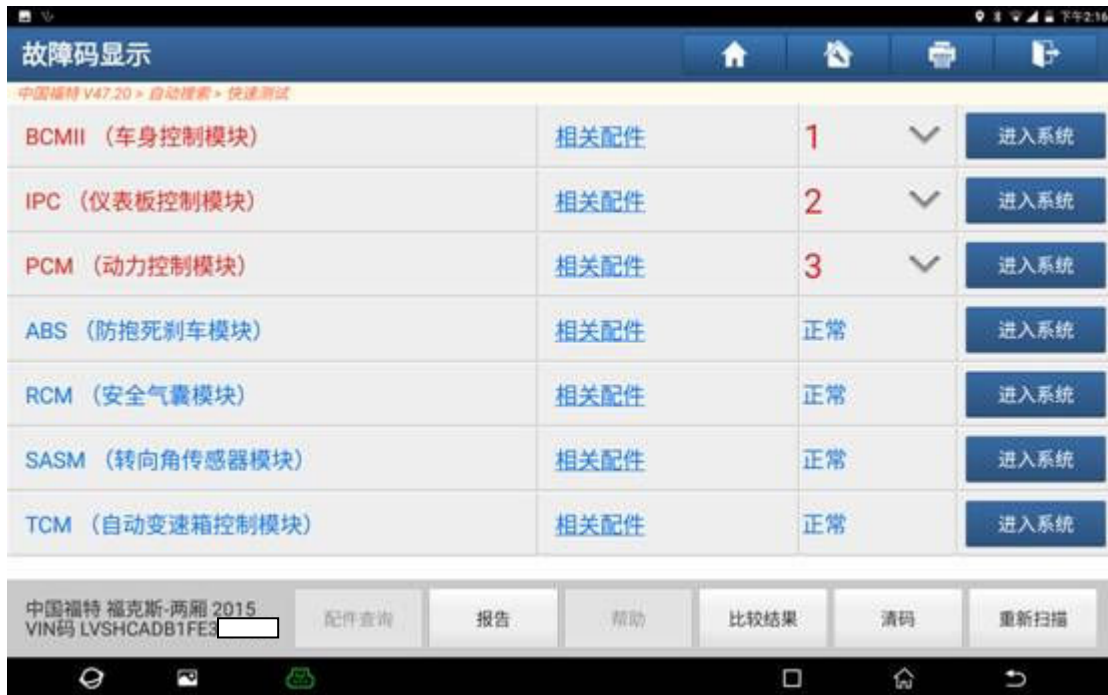 下午2:16
故障码显示
中国福特 V47.20 > 自动搜索 > 快速测试
BCMII （车身控制模块） 相关配件 1 进入系统
IPC （仪表板控制模块） 相关配件 2 进入系统
PCM （动力控制模块） 相关配件 3 进入系统
ABS （防抱死刹车模块） 相关配件 正常 进入系统
RCM （安全气囊模块） 相关配件 正常 进入系统
SASM （转向角传感器模块） 相关配件 正常 进入系统
TCM （自动变速箱控制模块） 相关配件 正常 进入系统
中国福特 福克斯-两厢 2015
VIN码 LVSHCADB1FE3
配件查询 报告 帮助 比较结果 清码 重新扫描